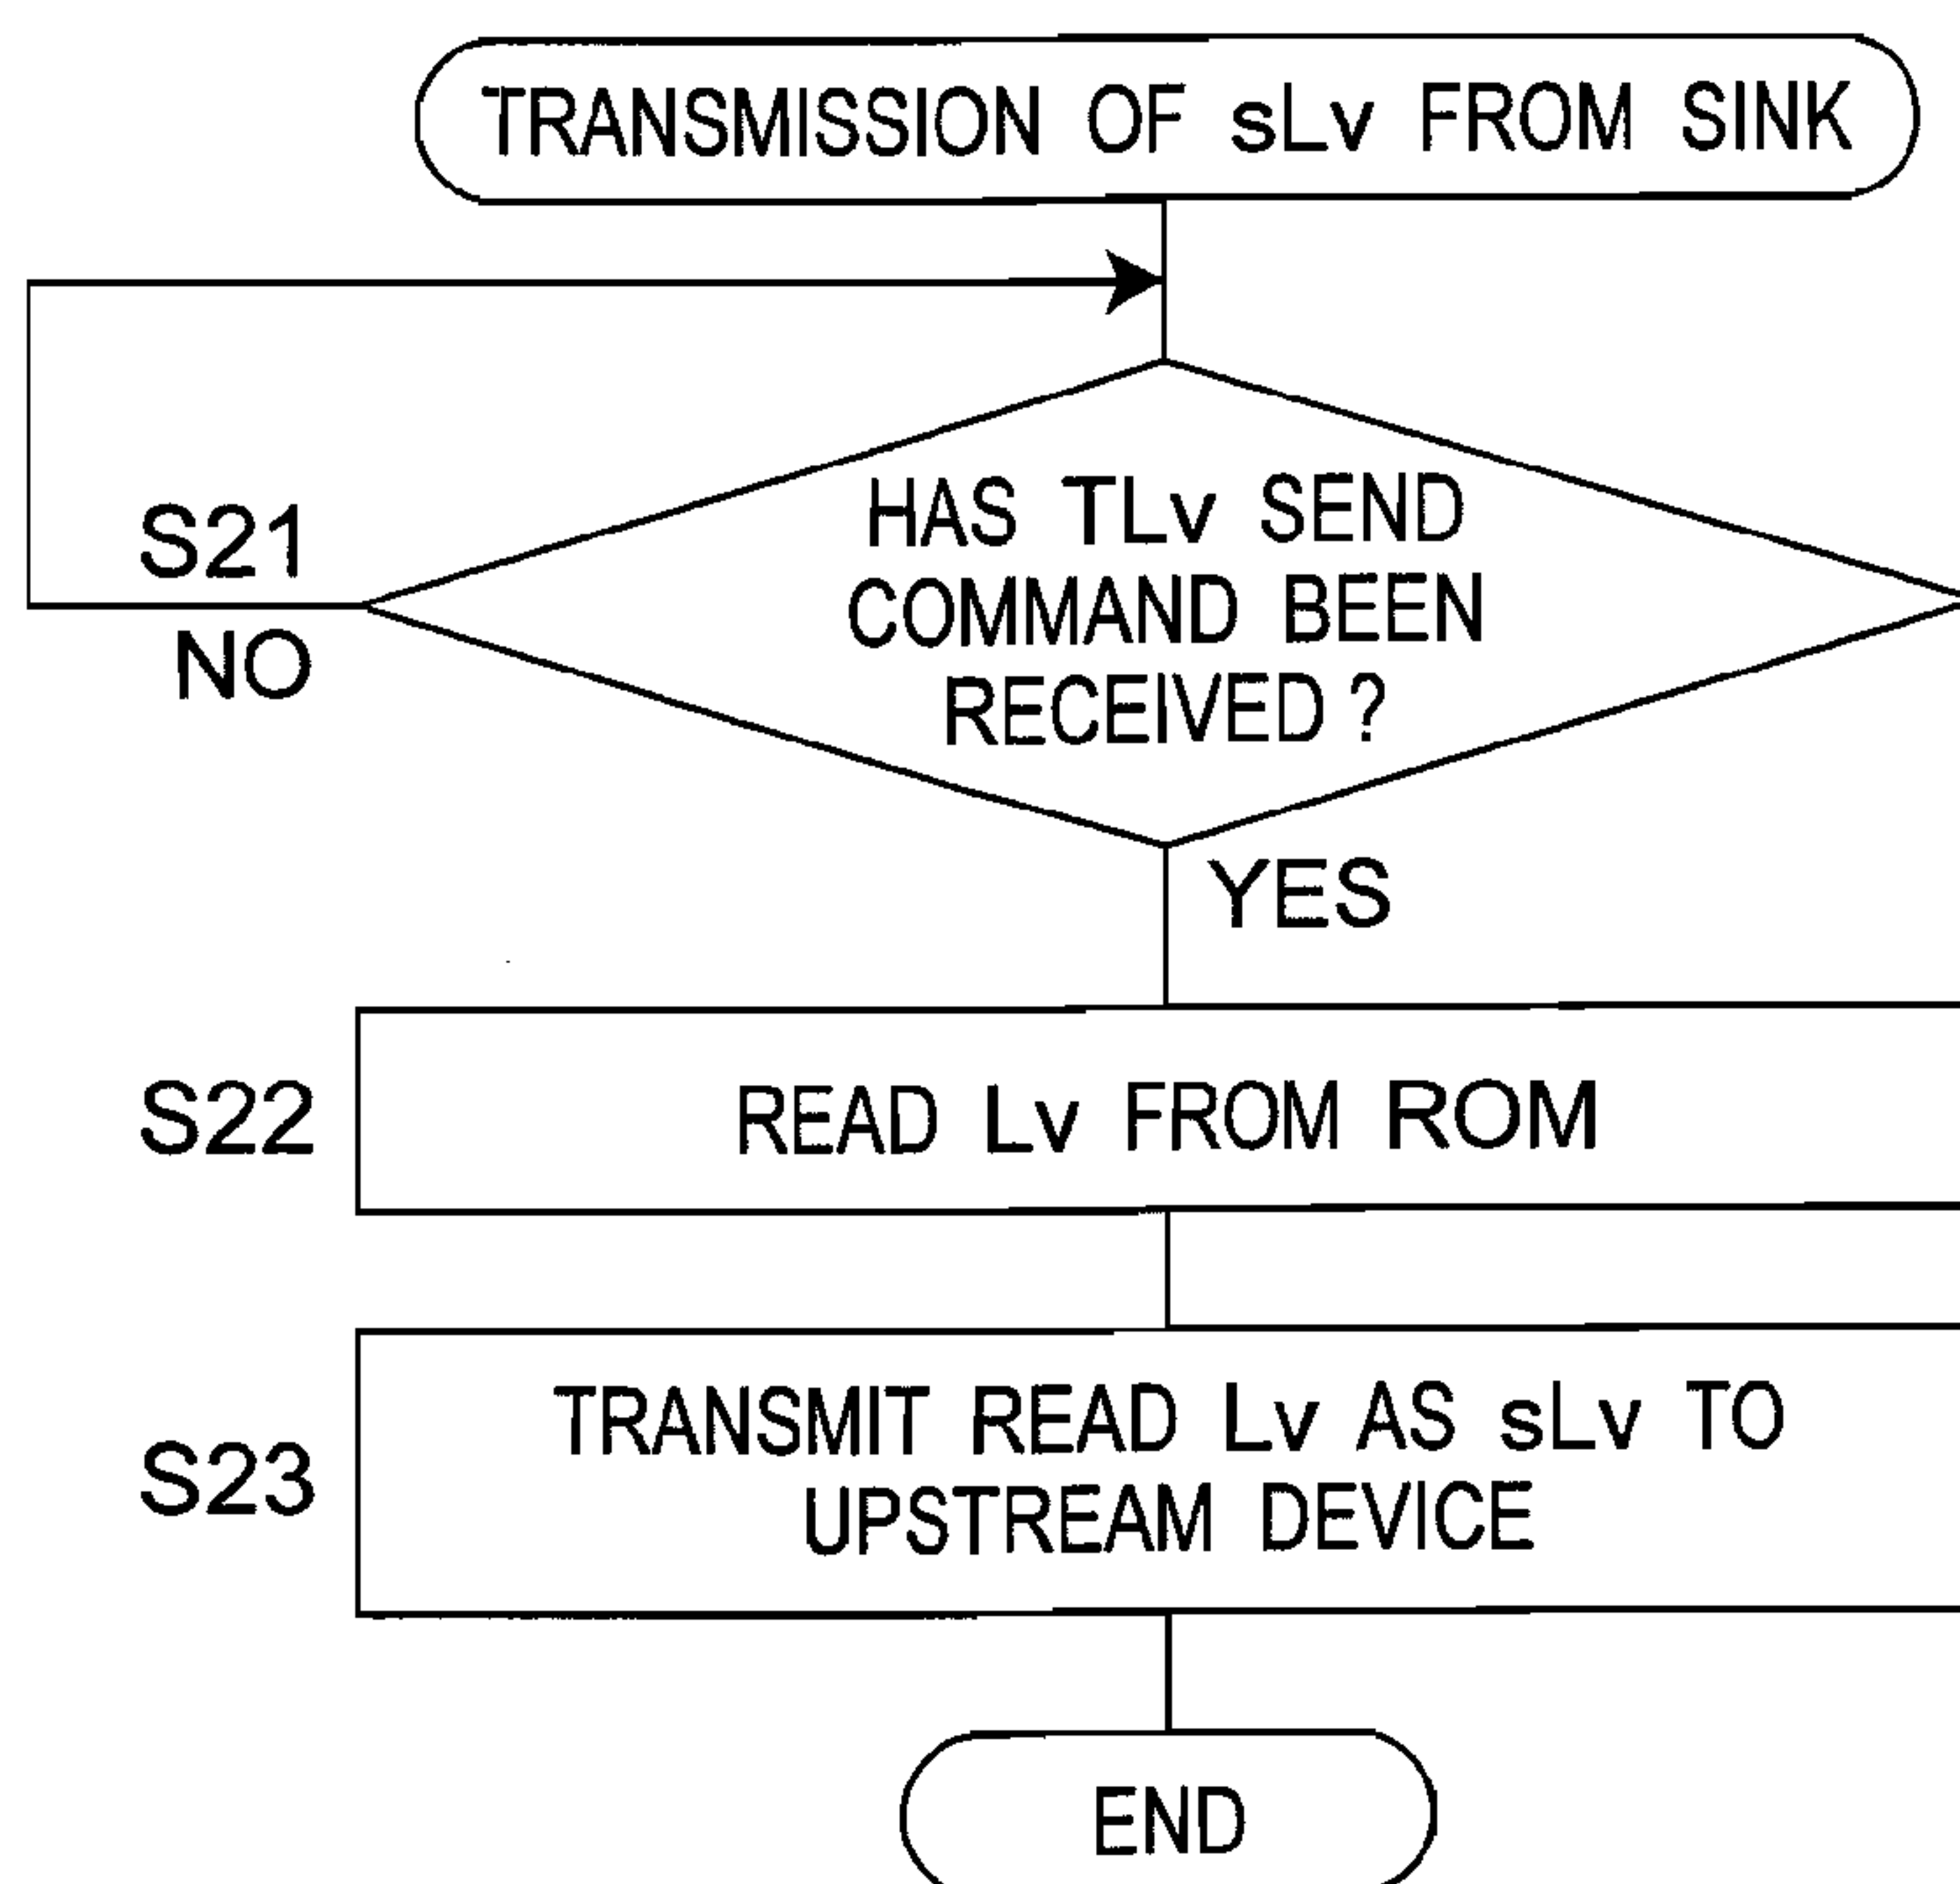 TRANSMISSION OF sLv FROM SINK
HAS TLv SEND
COMMAND BEEN
RECEIVED ?
S21
NO
YES
S22
READ Lv FROM ROM
S23
TRANSMIT READ Lv AS sLv TO
UPSTREAM DEVICE
END